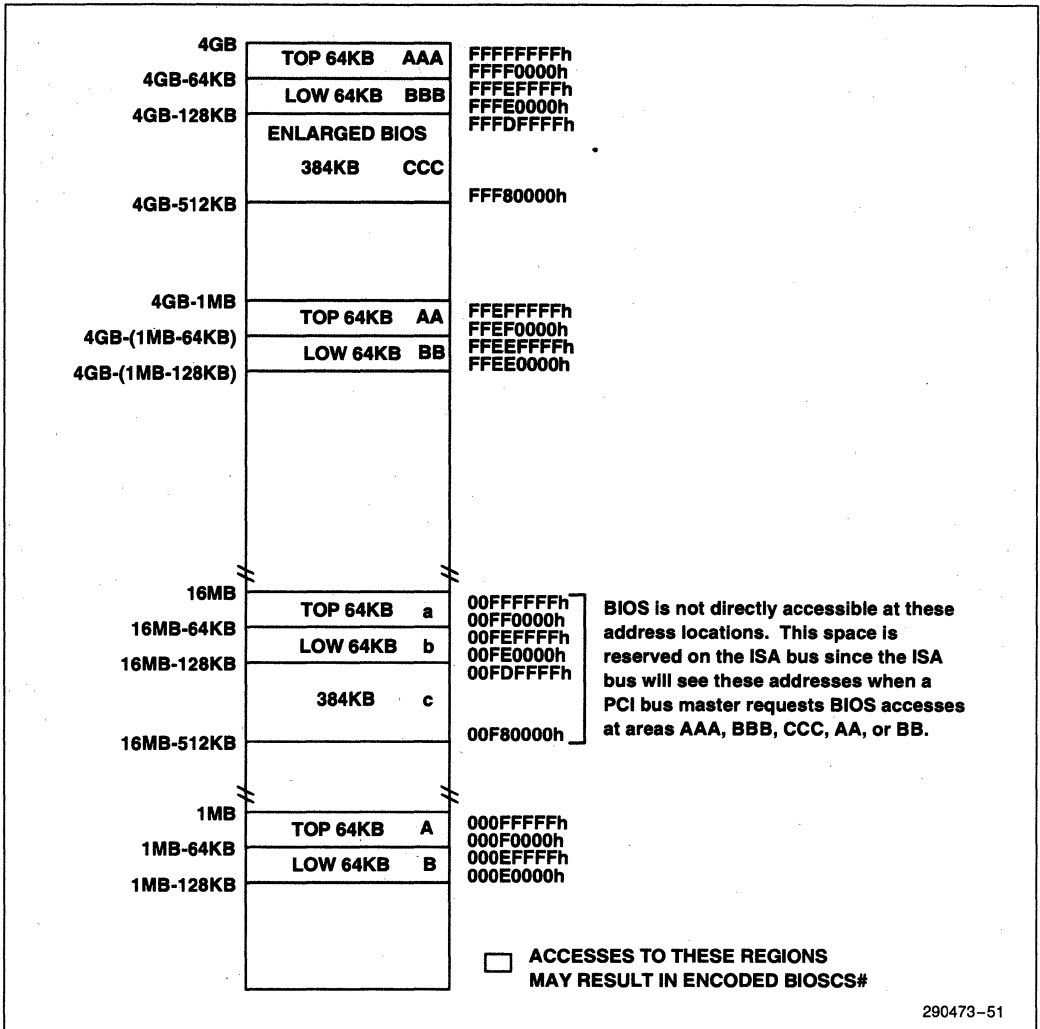 4GB
TOP 64KB AAA
FFFFFFFFh
4GB-64KB
FFFF0000h
LOW 64KB BBB
FFFEFFFFh
4GB-128KB
FFFE0000h
FFFDFFFFh
ENLARGED BIOS
384KB CCC
4GB-512KB
FFF80000h
4GB-1MB
TOP 64KB AA
FFEFFFFFh
4GB-(1MB-64KB)
FFEF0000h
LOW 64KB BB
FFEEFFFFh
4GB-(1MB-128KB)
FFEE0000h
16MB
TOP 64KB a
00FFFFFFh
16MB-64KB
00FF0000h
LOW 64KB b
00FEFFFFh
16MB-128KB
00FE0000h
00FDFFFFh
384KB c
16MB-512KB
00F80000h
BIOS is not directly accessible at these
address locations. This space is
reserved on the ISA bus since the ISA
bus will see these addresses when a
PCI bus master requests BIOS accesses
at areas AAA, BBB, CCC, AA, or BB.
1MB
TOP 64KB A
000FFFFFh
1MB-64KB
000F0000h
LOW 64KB B
000EFFFFh
1MB-128KB
000E0000h
ACCESSES TO THESE REGIONS
MAY RESULT IN ENCODED BIOSCS#
290473-51